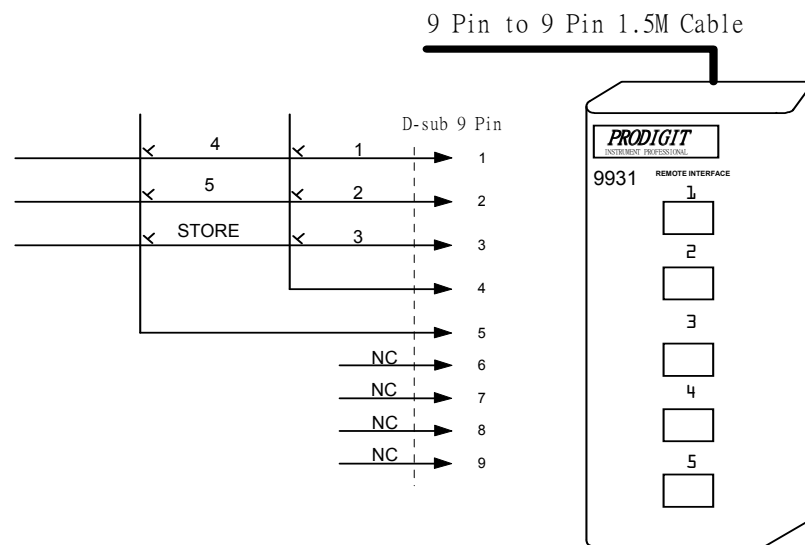 9 Pin to 9 Pin 1.5M Cable
D-sub 9 Pin
4 1 1
5 2 2
STORE 3 3
4
5
NC 6
NC 7
NC 8
NC 9
PRODIGIT
INSTRUMENT PROFESSIONAL
9931 REMOTE INTERFACE
1
2
3
4
5